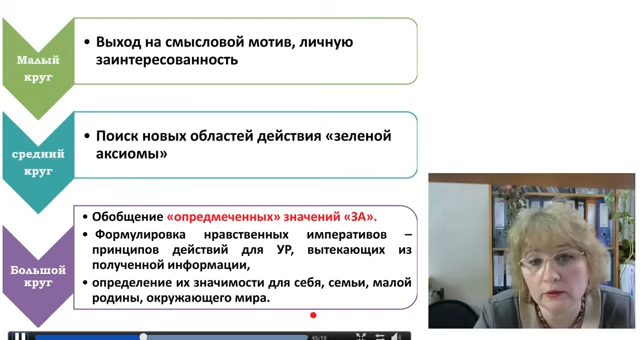 Малый
круг
• Выход на смысловой мотив, личную
заинтересованность
средний
круг
• Поиск новых областей действия «зеленой
аксиомы»
Большой
круг
• Обобщение «опредмеченных» значений «ЗА».
• Формулировка нравственных императивов –
принципов действий для УР, вытекающих из
полученной информации,
• определение их значимости для себя, семьи, малой
родины, окружающего мира.